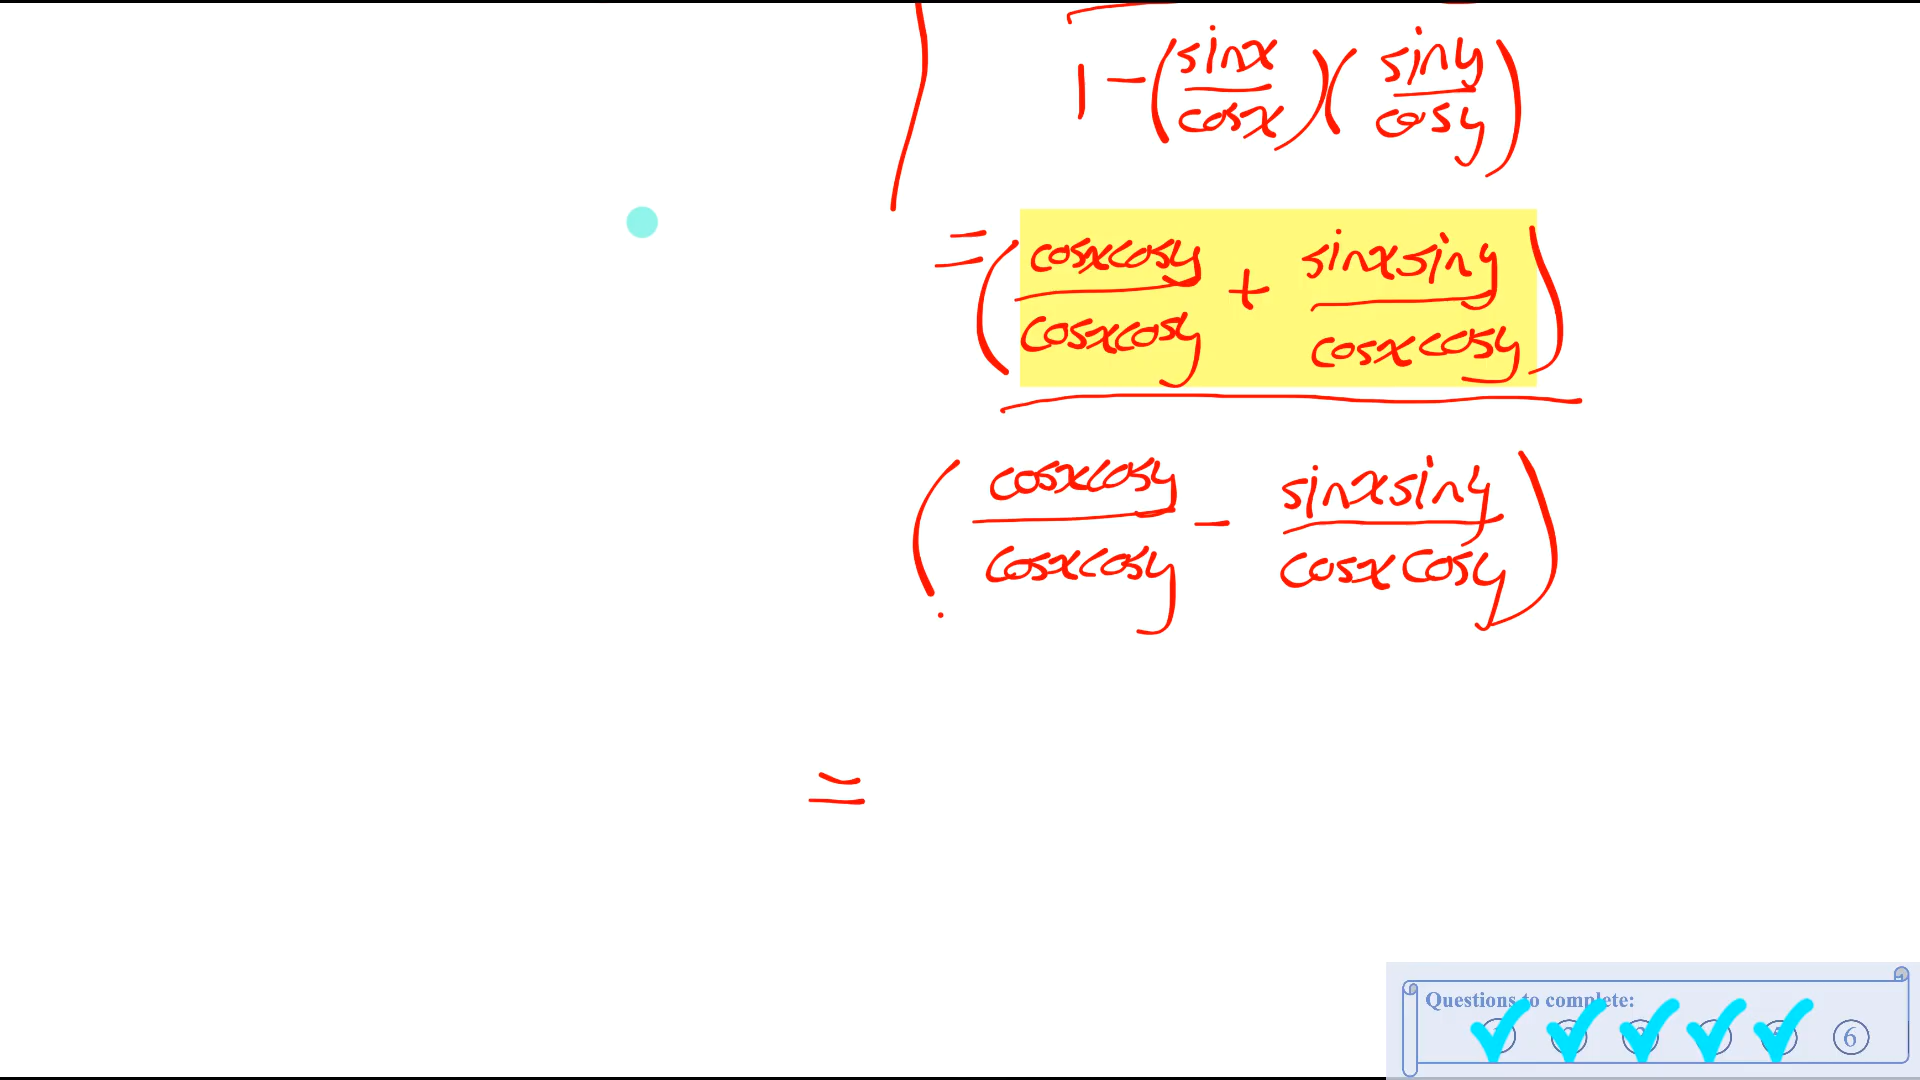 1 - (sinx/cosx)(siny/cosy)
= (cosxcosy/cosxcosy + sinxsiny/cosxcosy)
(cosxcosy/cosxcosy - sinxsiny/cosxcosy)
=
Questions to complete:
6